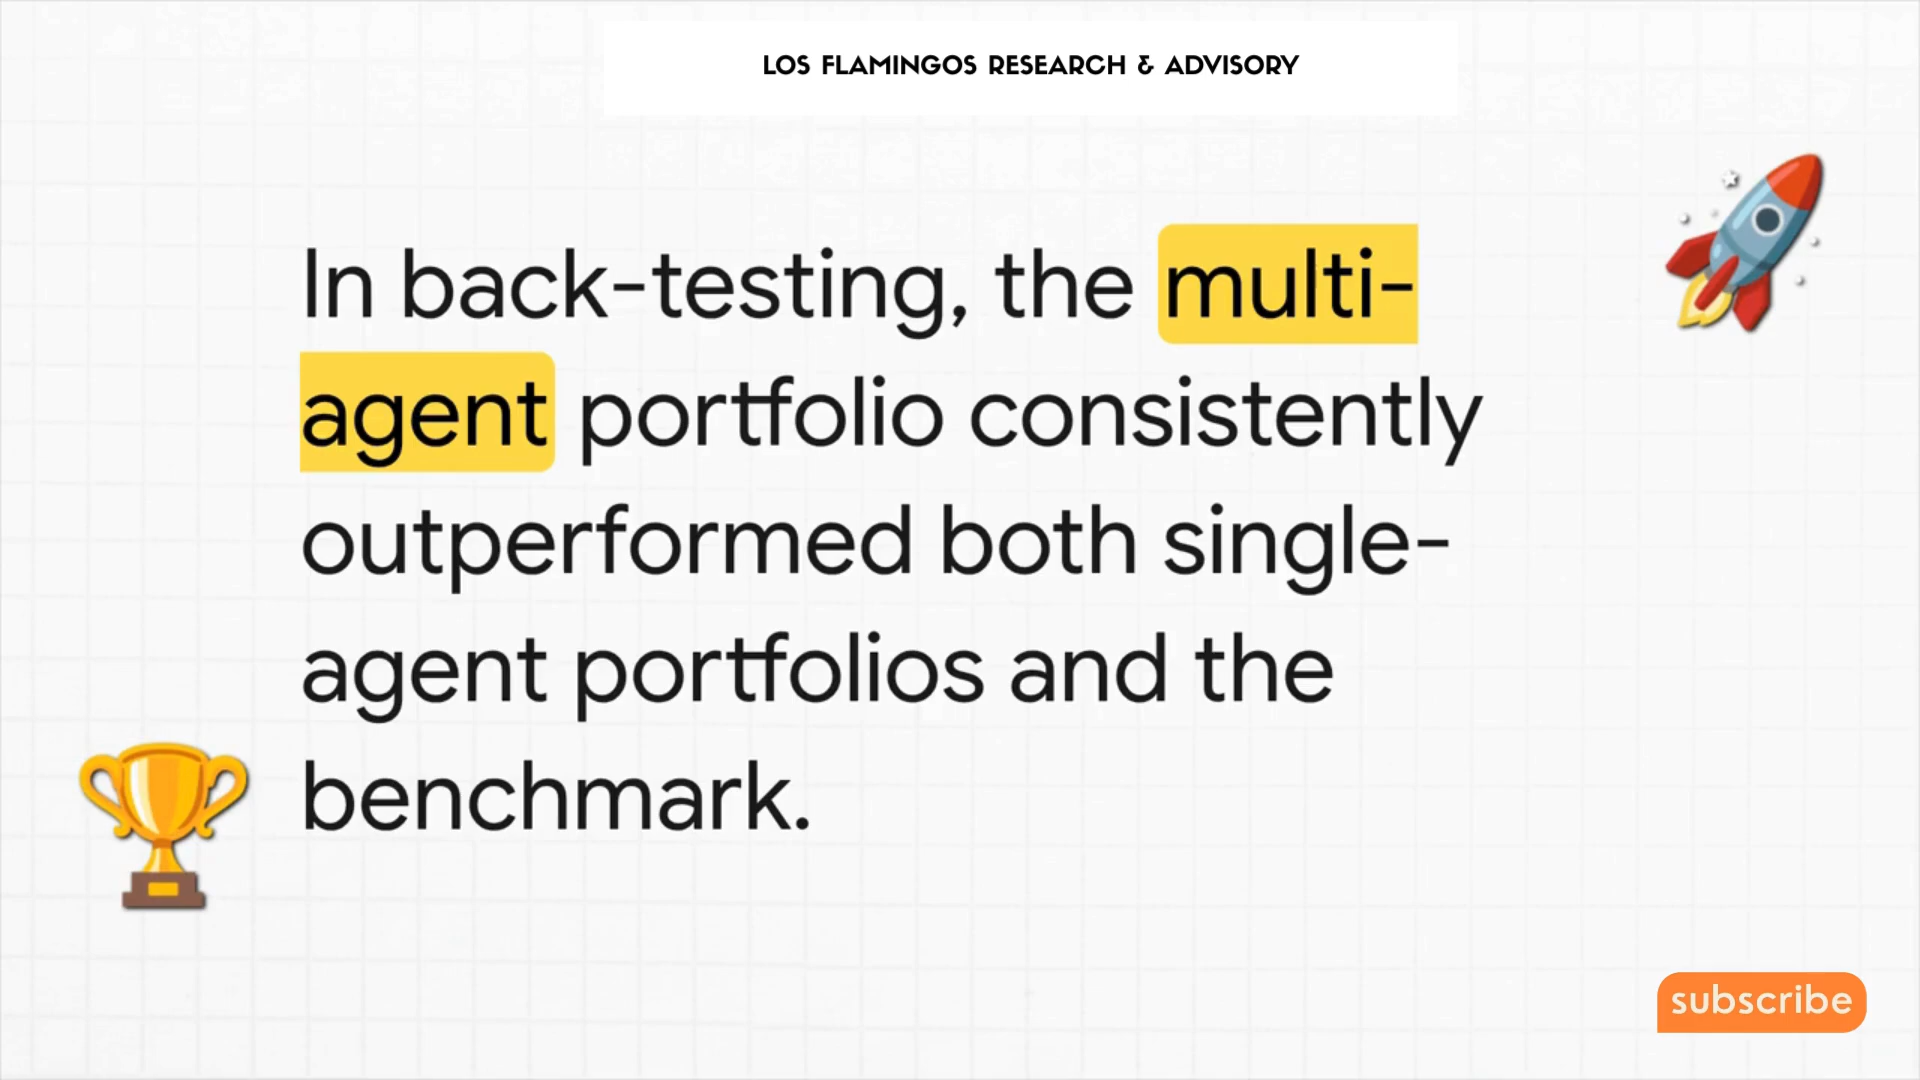 LOS FLAMINGOS RESEARCH & ADVISORY
In back-testing, the multi-
agent portfolio consistently
outperformed both single-
agent portfolios and the
benchmark.
subscribe